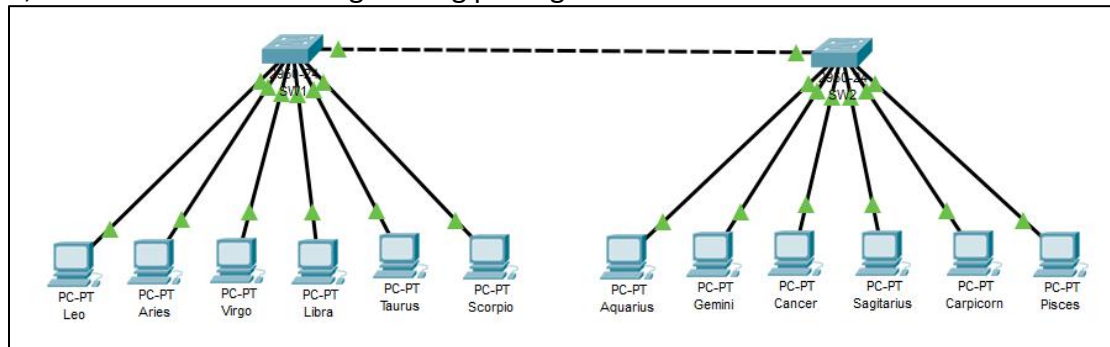 SW1
SW2
PC-PT
Leo
PC-PT
Aries
PC-PT
Virgo
PC-PT
Libra
PC-PT
Taurus
PC-PT
Scorpio
PC-PT
Aquarius
PC-PT
Gemini
PC-PT
Cancer
PC-PT
Sagitarius
PC-PT
Carpicorn
PC-PT
Pisces